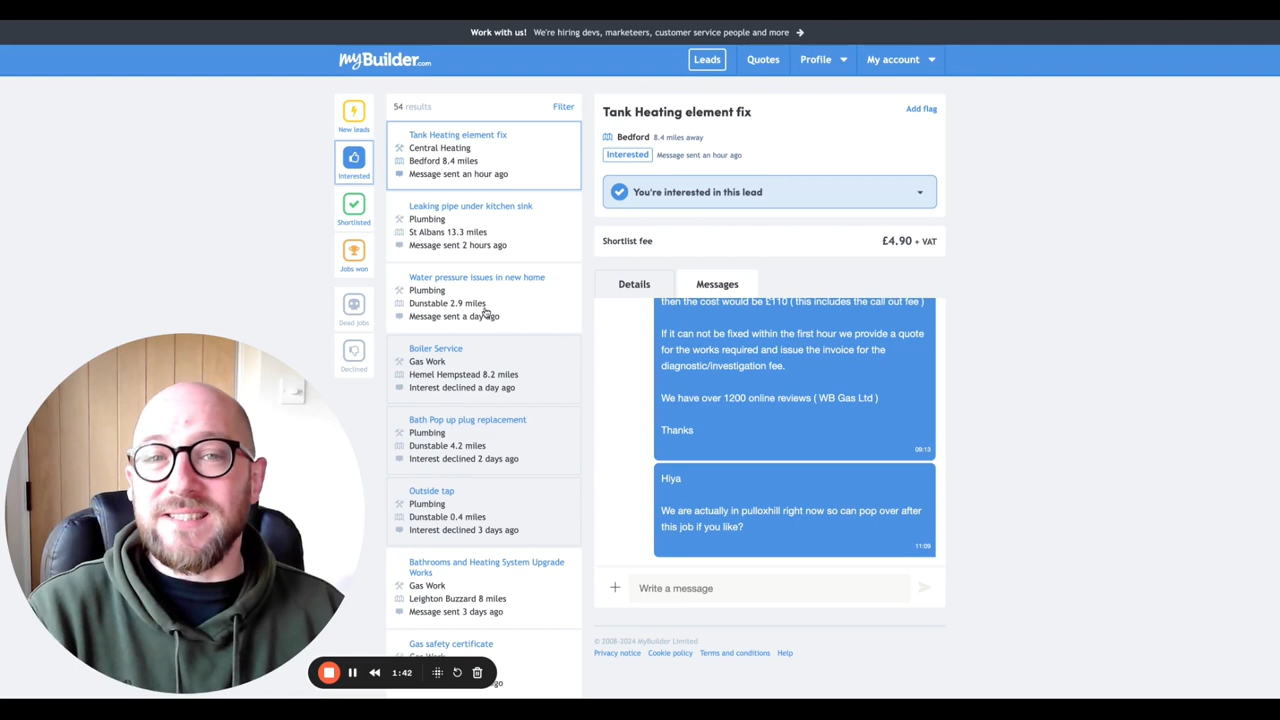 Work with us! We're hiring devs, marketeers, customer service people and more →
myBuilder.com
Leads
Quotes
Profile
My account
New leads
Interested
Shortlisted
Jobs won
Dead jobs
Declined
54 results
Filter
Tank Heating element fix
Central Heating
Bedford 8.4 miles
Message sent an hour ago
Leaking pipe under kitchen sink
Plumbing
St Albans 13.3 miles
Message sent 2 hours ago
Water pressure issues in new home
Plumbing
Dunstable 2.9 miles
Message sent a day ago
Boiler Service
Gas Work
Hemel Hempstead 8.2 miles
Interest declined a day ago
Bath Pop up plug replacement
Plumbing
Dunstable 4.2 miles
Interest declined 2 days ago
Outside tap
Plumbing
Dunstable 0.4 miles
Interest declined 3 days ago
Bathrooms and Heating System Upgrade
Works
Gas Work
Leighton Buzzard 8 miles
Message sent 3 days ago
Gas safety certificate
Tank Heating element fix
Add flag
Bedford 8.4 miles away
Interested Message sent an hour ago
You're interested in this lead
Shortlist fee £4.90 + VAT
Details
Messages
then the cost would be £110 ( this includes the call out fee )
If it can not be fixed within the first hour we provide a quote
for the works required and issue the invoice for the
diagnostic/investigation fee.
We have over 1200 online reviews ( WB Gas Ltd )
Thanks
09:13
Hiya
We are actually in pulloxhill right now so can pop over after
this job if you like?
11:09
Write a message
© 2008-2024 MyBuilder Limited
Privacy notice Cookie policy Terms and conditions Help
1:42